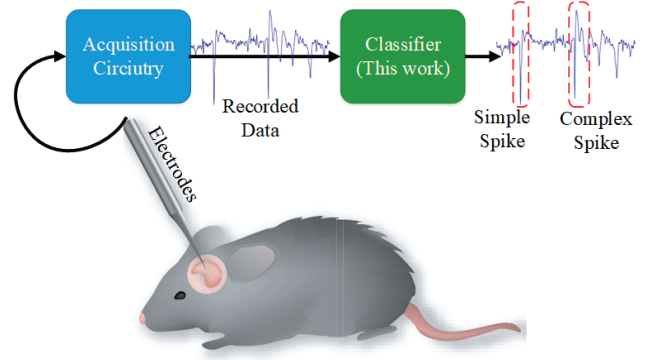 Acquisition
Circiutry
Classifier
(This work)
Recorded
Data
Simple
Spike
Complex
Spike
Electrodes